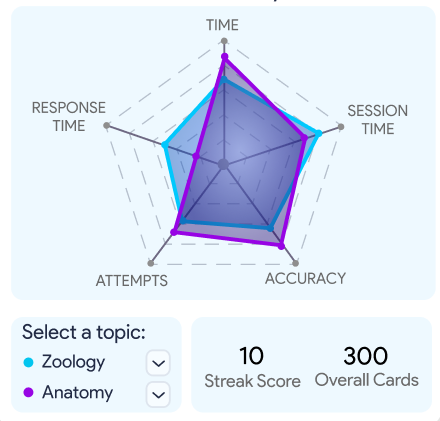 TIME
RESPONSE
TIME
SESSION
TIME
ATTEMPTS
ACCURACY
Select a topic:
Zoology
Anatomy
10
Streak Score
300
Overall Cards